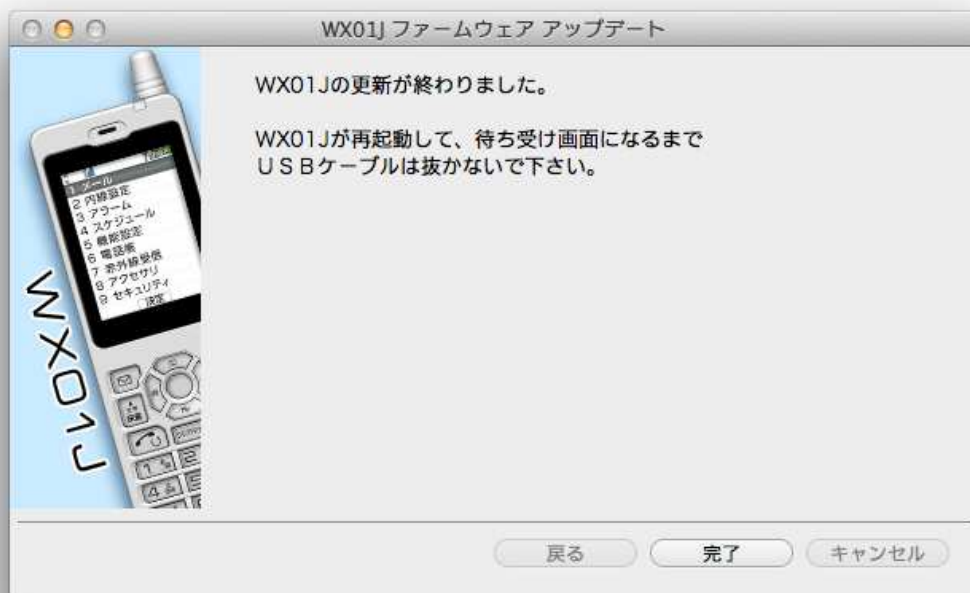 WX01J ファームウェア アップデート
WX01Jの更新が終わりました。
WX01Jが再起動して、待ち受け画面になるまで
ＵＳＢケーブルは抜かないで下さい。
1 メール
2 内線設定
3 アラーム
4 スケジュール
5 機能設定
6 電話帳
7 赤外線受信
8 アクセサリ
9 セキュリティ
決定
WX01J
戻る
完了
キャンセル